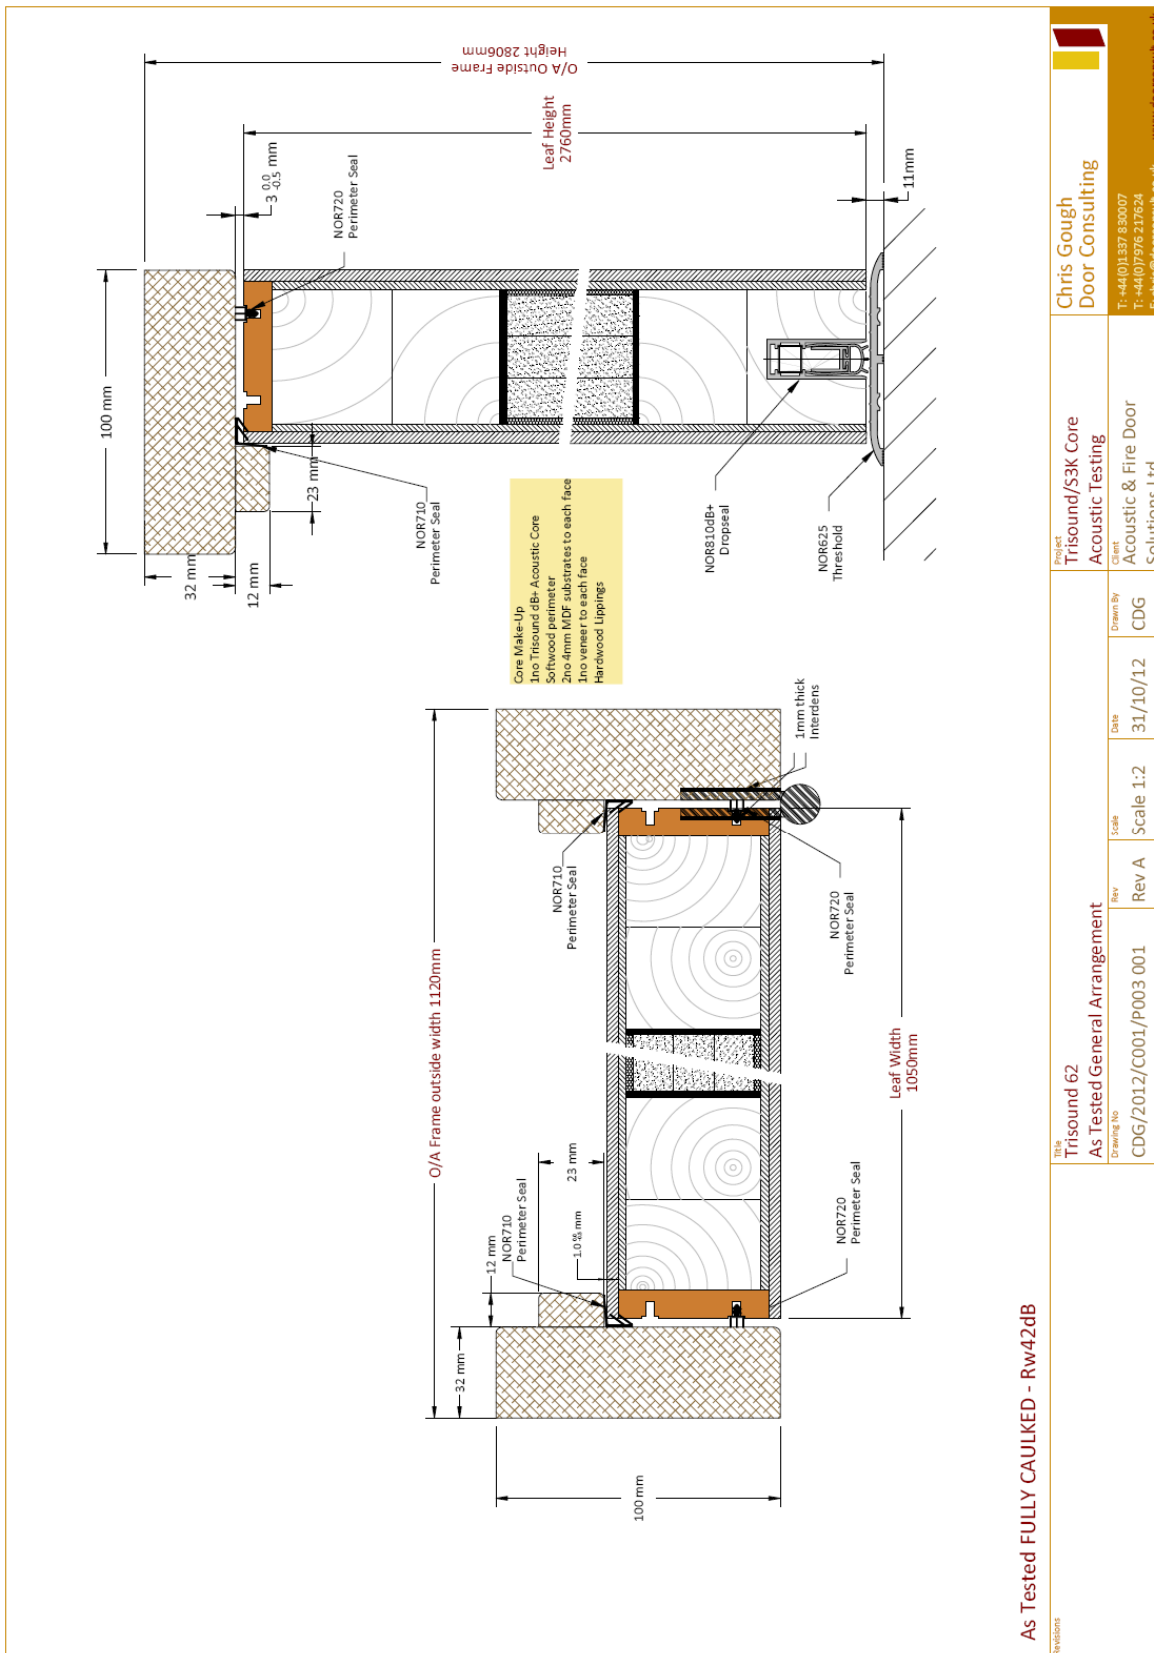 O/A Outside Frame
Height 2806mm
Leaf Height
2760mm
100 mm
32 mm
12 mm
23 mm
3 0.0 -0.5 mm
11mm
NOR720
Perimeter Seal
NOR710
Perimeter Seal
NOR810dB+
Dropseal
NOR625
Threshold
Core Make-Up
1no Trisound dB+ Acoustic Core
Softwood perimeter
2no 4mm MDF substrates to each face
1no veneer to each face
Hardwood Lippings
O/A Frame outside width 1120mm
32 mm
12 mm
23 mm
100 mm
NOR710
Perimeter Seal
NOR710
Perimeter Seal
NOR720
Perimeter Seal
NOR720
Perimeter Seal
1mm thick
Interdens
Leaf Width
1050mm
As Tested FULLY CAULKED - Rw42dB
Revisions
Title
Trisound 62
As Tested General Arrangement
Drawing No
CDG/2012/C001/P003 001
Rev
Rev A
Scale
Scale 1:2
Date
31/10/12
Drawn By
CDG
Project
Trisound/S3K Core
Acoustic Testing
Client
Acoustic & Fire Door
Solutions Ltd
Chris Gough
Door Consulting
T: +44(0)1337 830007
T: +44(0)7976 217624